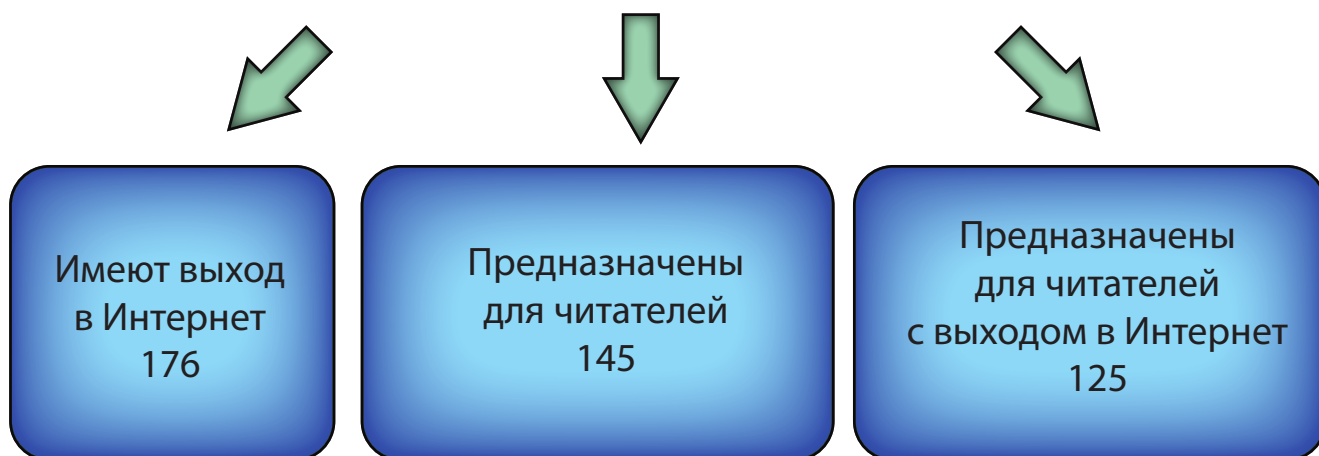 Имеют выход
в Интернет
176
Предназначены
для читателей
145
Предназначены
для читателей
с выходом в Интернет
125